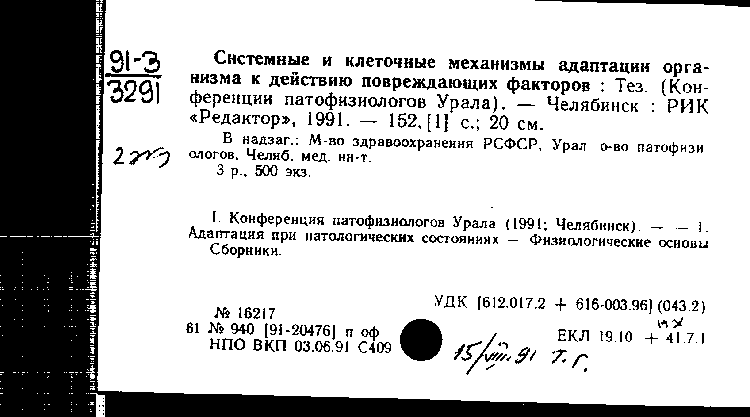 91-3
3291
Системные и клеточные механизмы адаптации орга-
низма к действию повреждающих факторов : Тез. (Кон-
ференции патофизиологов Урала). — Челябинск : РИК
«Редактор», 1991. — 152, [1] с.; 20 см.
В надзаг.: М-во здравоохранения РСФСР, Урал о-во патофизи
ологов, Челяб. мед. ин-т.
3 р., 500 экз.
1. Конференция патофизиологов Урала (1991; Челябинск). — — 1.
Адаптация при патологических состояниях — Физиологические основы
Сборники.
УДК [612.017.2 + 616-003.96] (043.2)
№ 16217
61 № 940 [91-20476] п оф
ЕКЛ 19.10 + 41.7.1
НПО ВКП 03.06.91 С409
15/VIII.91 Т. Г.